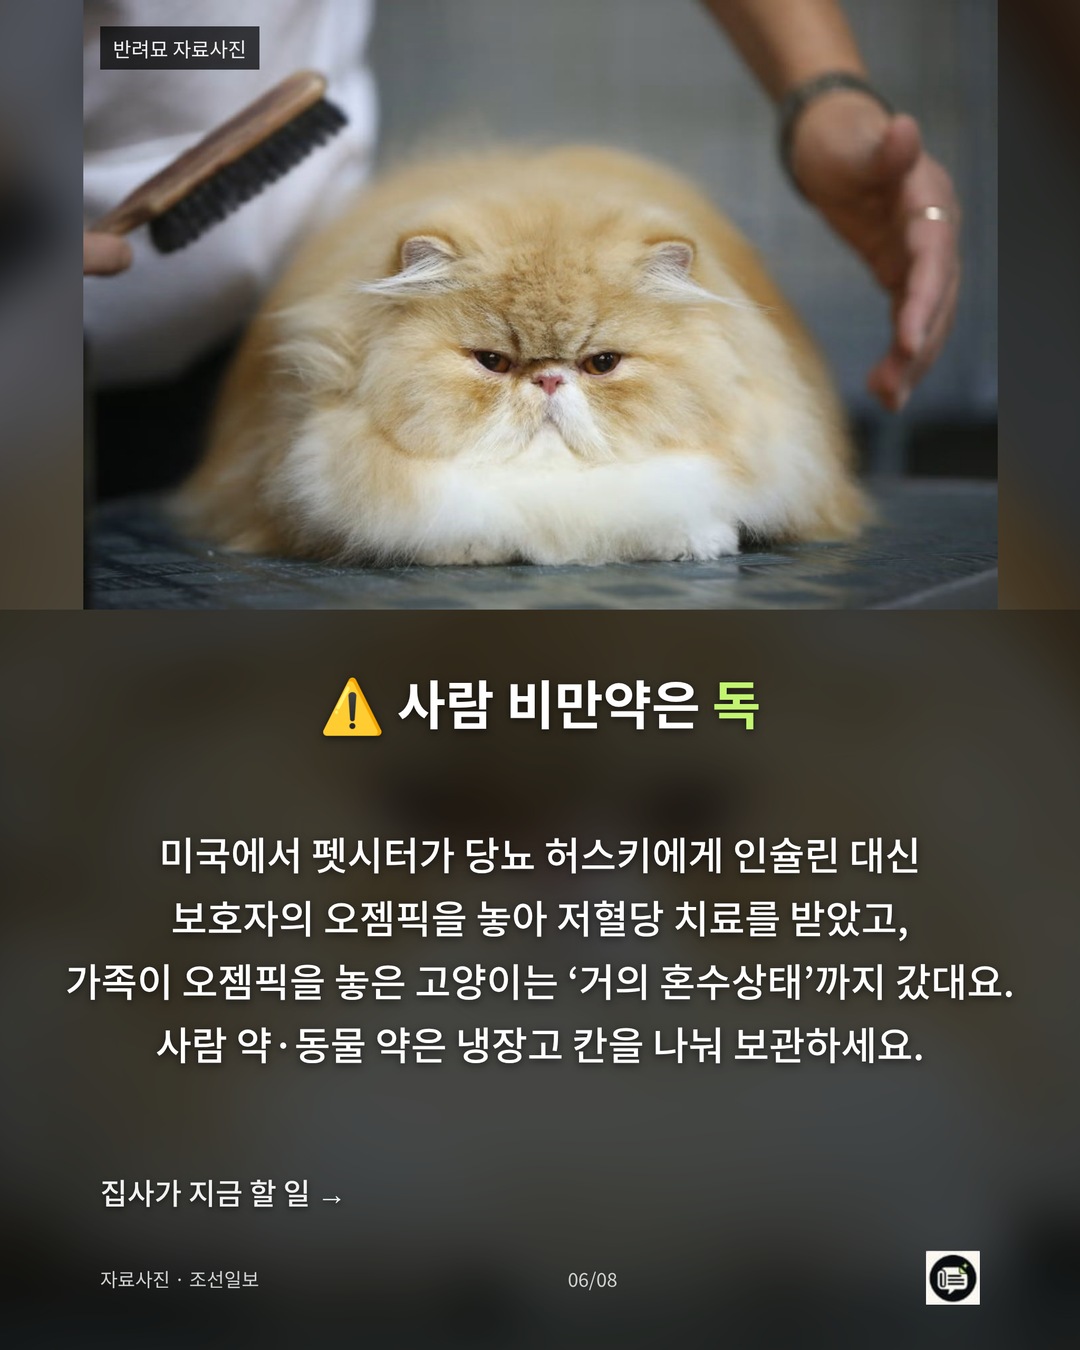 반려묘 자료사진
⚠️ 사람 비만약은 독
미국에서 펫시터가 당뇨 허스키에게 인슐린 대신
보호자의 오젬픽을 놓아 저혈당 치료를 받았고,
가족이 오젬픽을 놓은 고양이는 ‘거의 혼수상태’까지 갔대요.
사람 약·동물 약은 냉장고 칸을 나눠 보관하세요.
집사가 지금 할 일 →
자료사진 · 조선일보
06/08